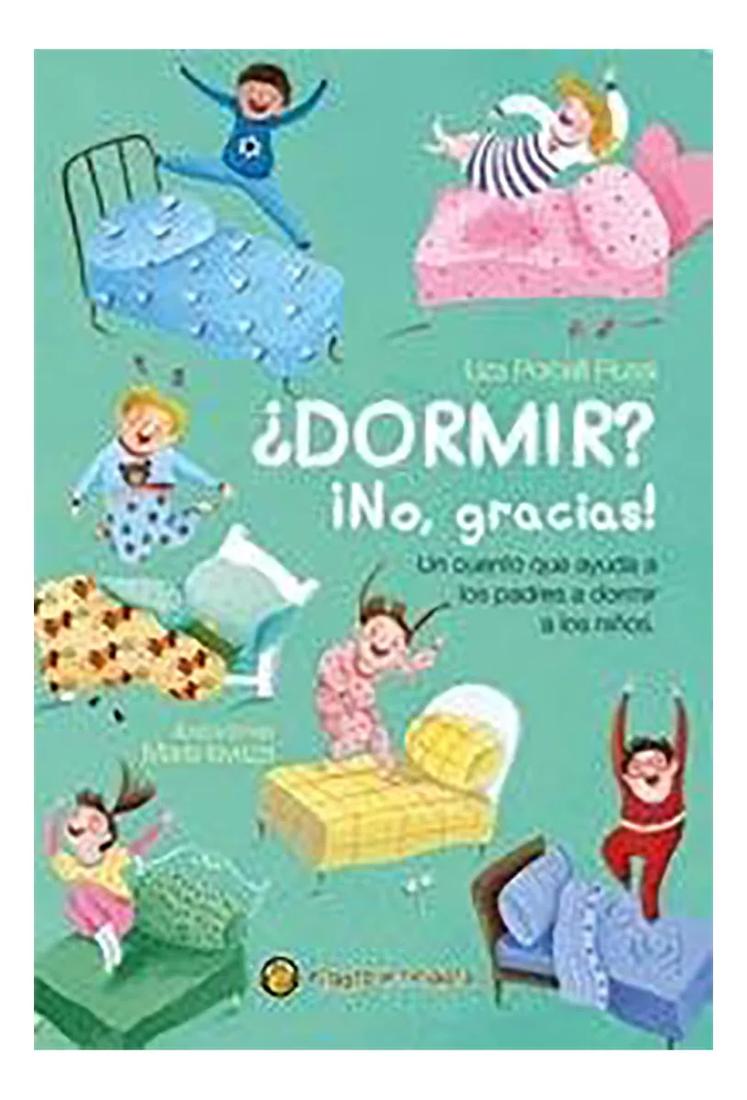 ¿DORMIR?
¡No, gracias!
Un cuento que ayuda a
los padres a dormir
a los niños.